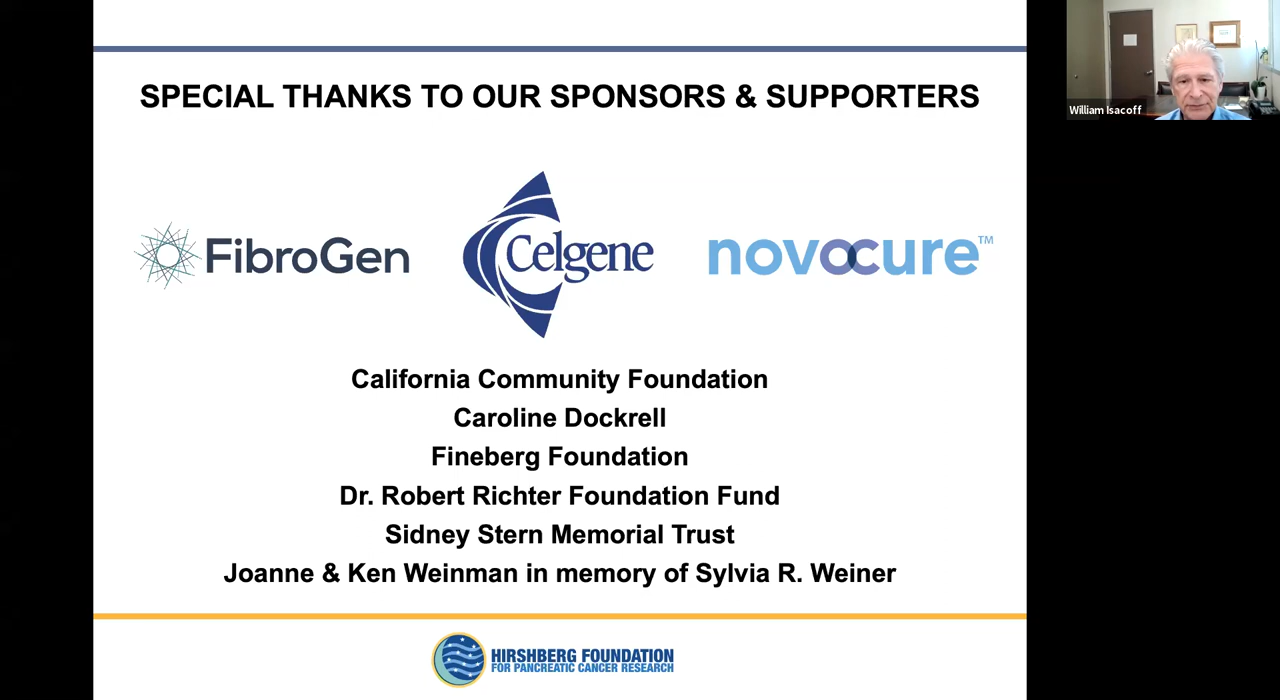 SPECIAL THANKS TO OUR SPONSORS & SUPPORTERS
William Isacoff
FibroGen
Celgene
novocure™
California Community Foundation
Caroline Dockrell
Fineberg Foundation
Dr. Robert Richter Foundation Fund
Sidney Stern Memorial Trust
Joanne & Ken Weinman in memory of Sylvia R. Weiner
HIRSHBERG FOUNDATION
FOR PANCREATIC CANCER RESEARCH